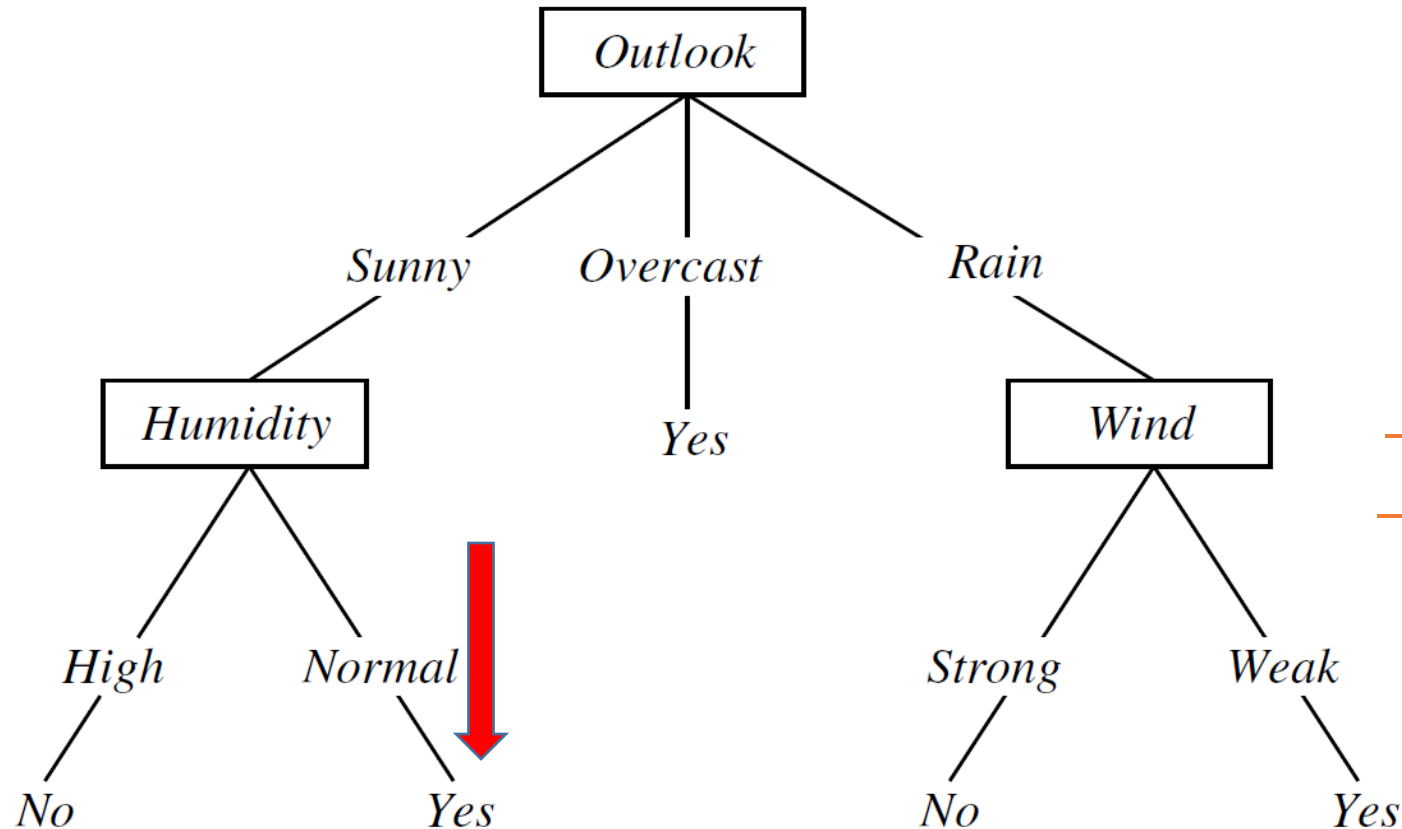 Outlook
Sunny Overcast Rain
Humidity Yes Wind
High Normal Strong Weak
No Yes No Yes